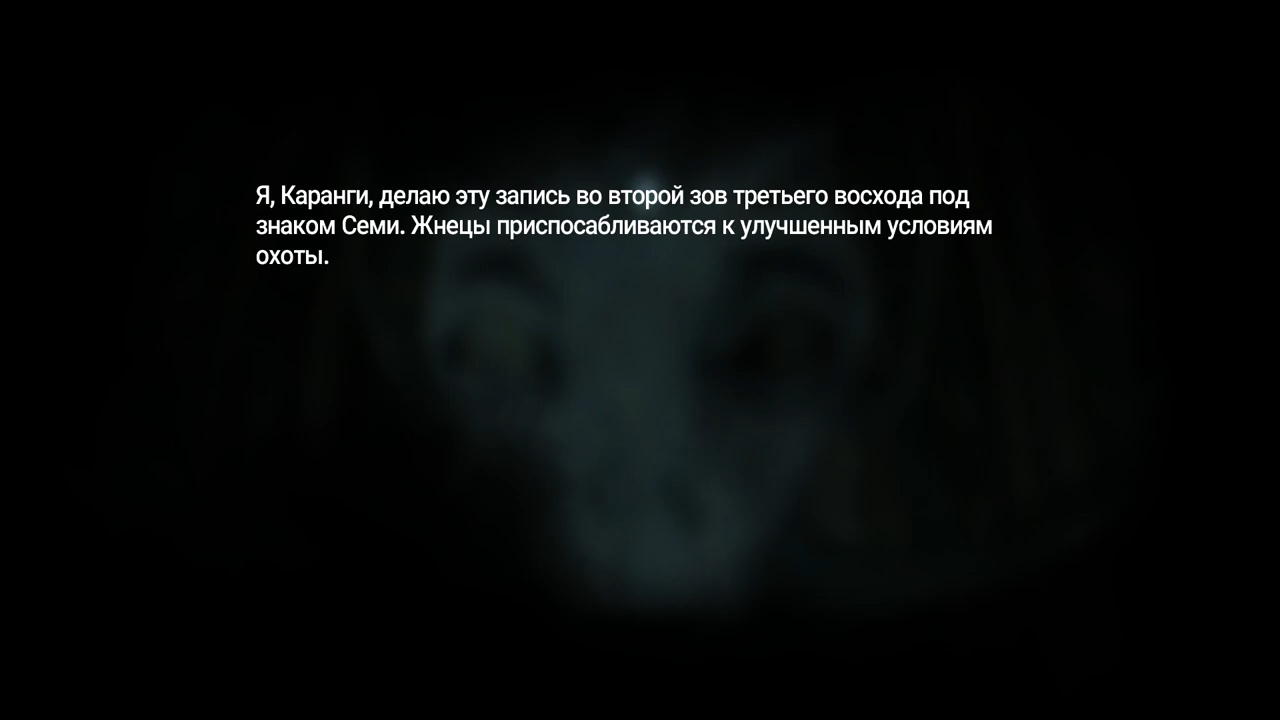 Я, Каранги, делаю эту запись во второй зов третьего восхода под
знаком Семи. Жнецы приспосабливаются к улучшенным условиям
охоты.